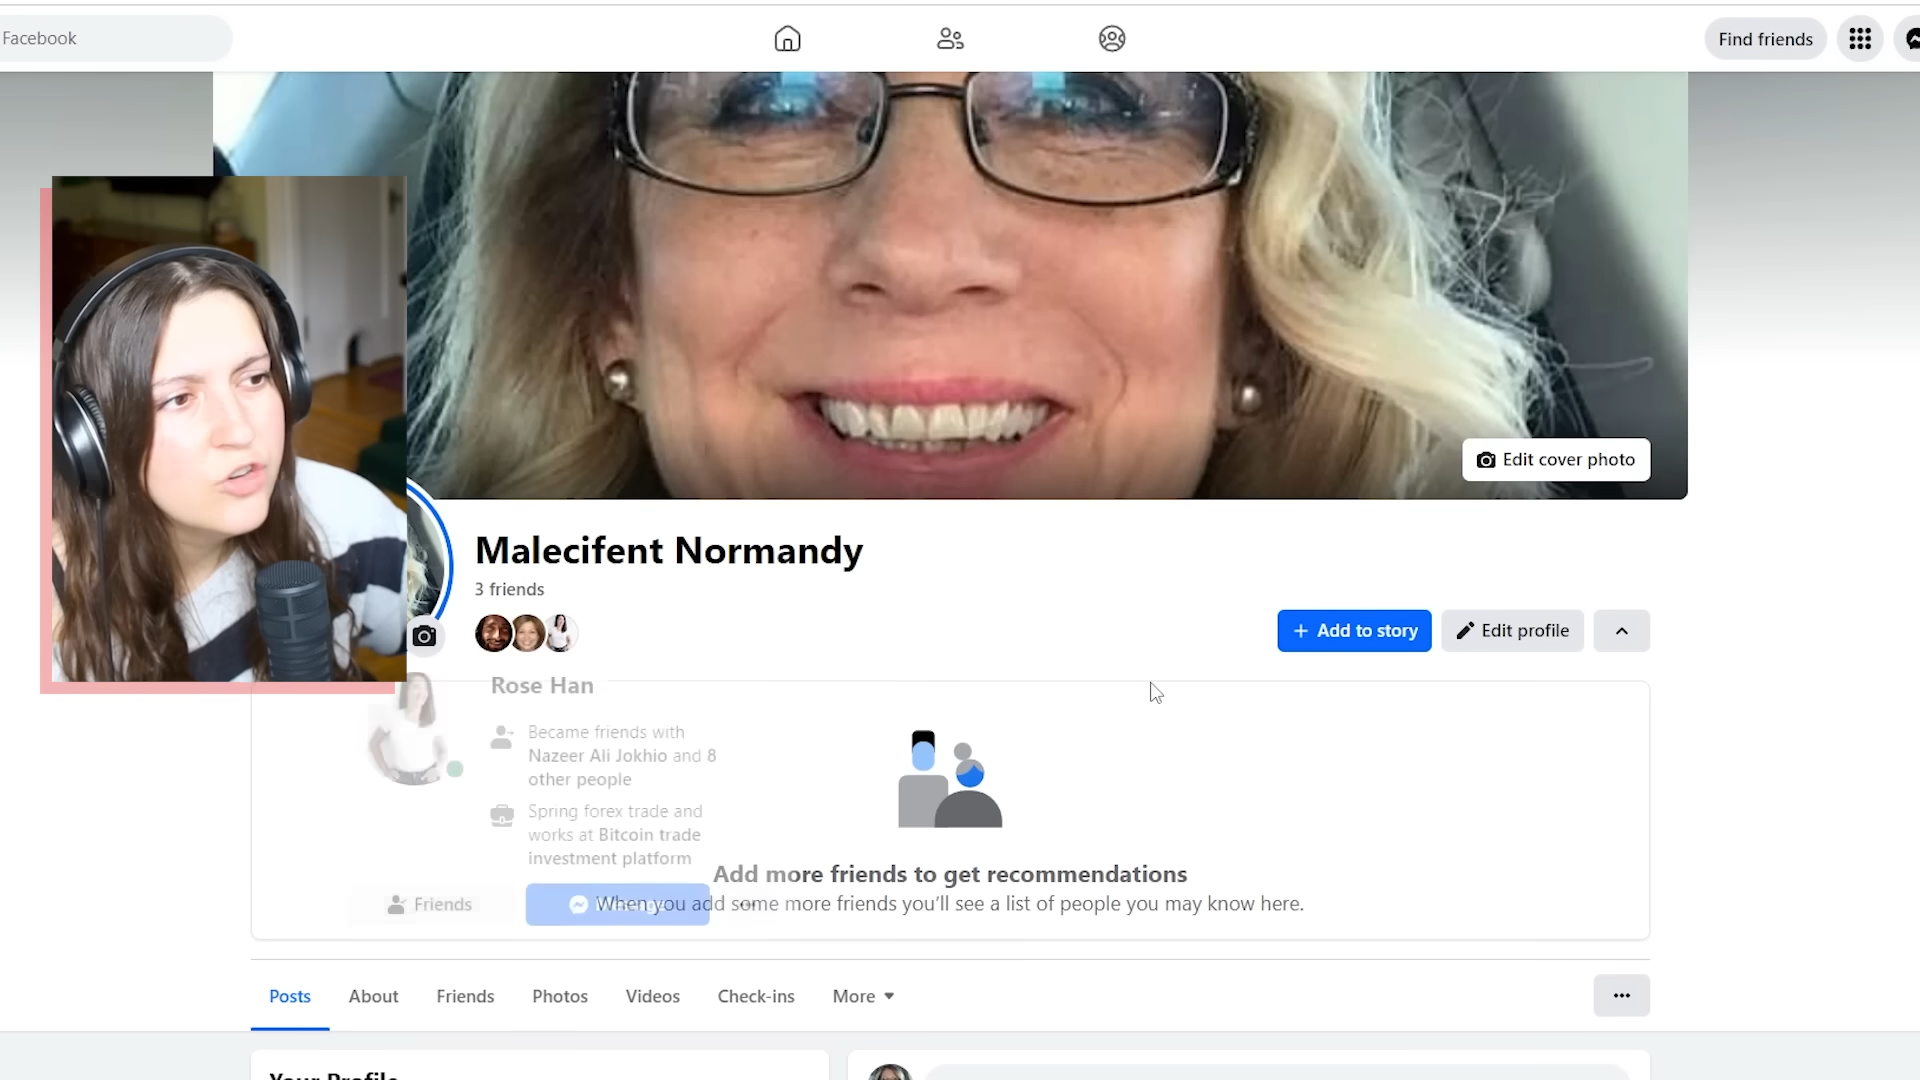 Facebook
Find friends
Edit cover photo
Malecifent Normandy
3 friends
+ Add to story
Edit profile
Rose Han
Became friends with
Nazeer Ali Jokhio and 8
other people
Spring forex trade and
works at Bitcoin trade
investment platform
Friends
Add more friends to get recommendations
When you add some more friends you'll see a list of people you may know here.
Posts
About
Friends
Photos
Videos
Check-ins
More
Your Profile